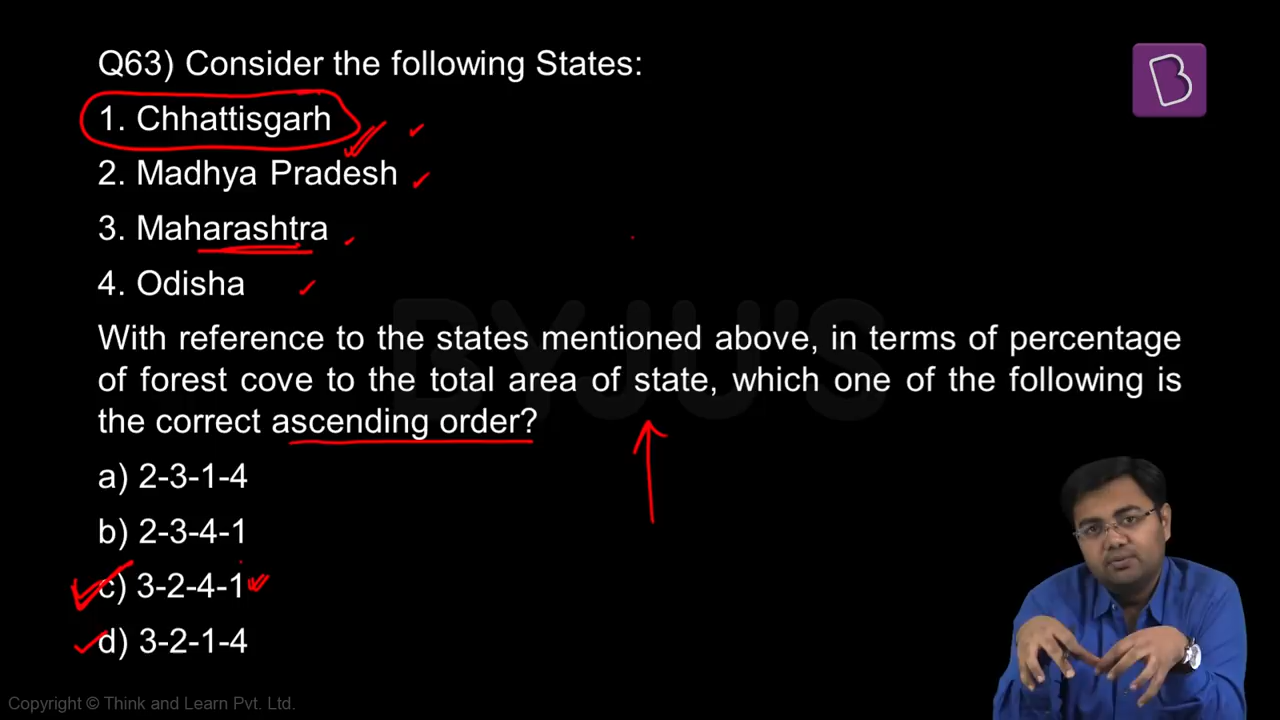 Q63) Consider the following States:
1. Chhattisgarh
2. Madhya Pradesh
3. Maharashtra
4. Odisha
With reference to the states mentioned above, in terms of percentage
of forest cove to the total area of state, which one of the following is
the correct ascending order?
a) 2-3-1-4
b) 2-3-4-1
c) 3-2-4-1
d) 3-2-1-4
BYJU'S
B
Copyright © Think and Learn Pvt. Ltd.